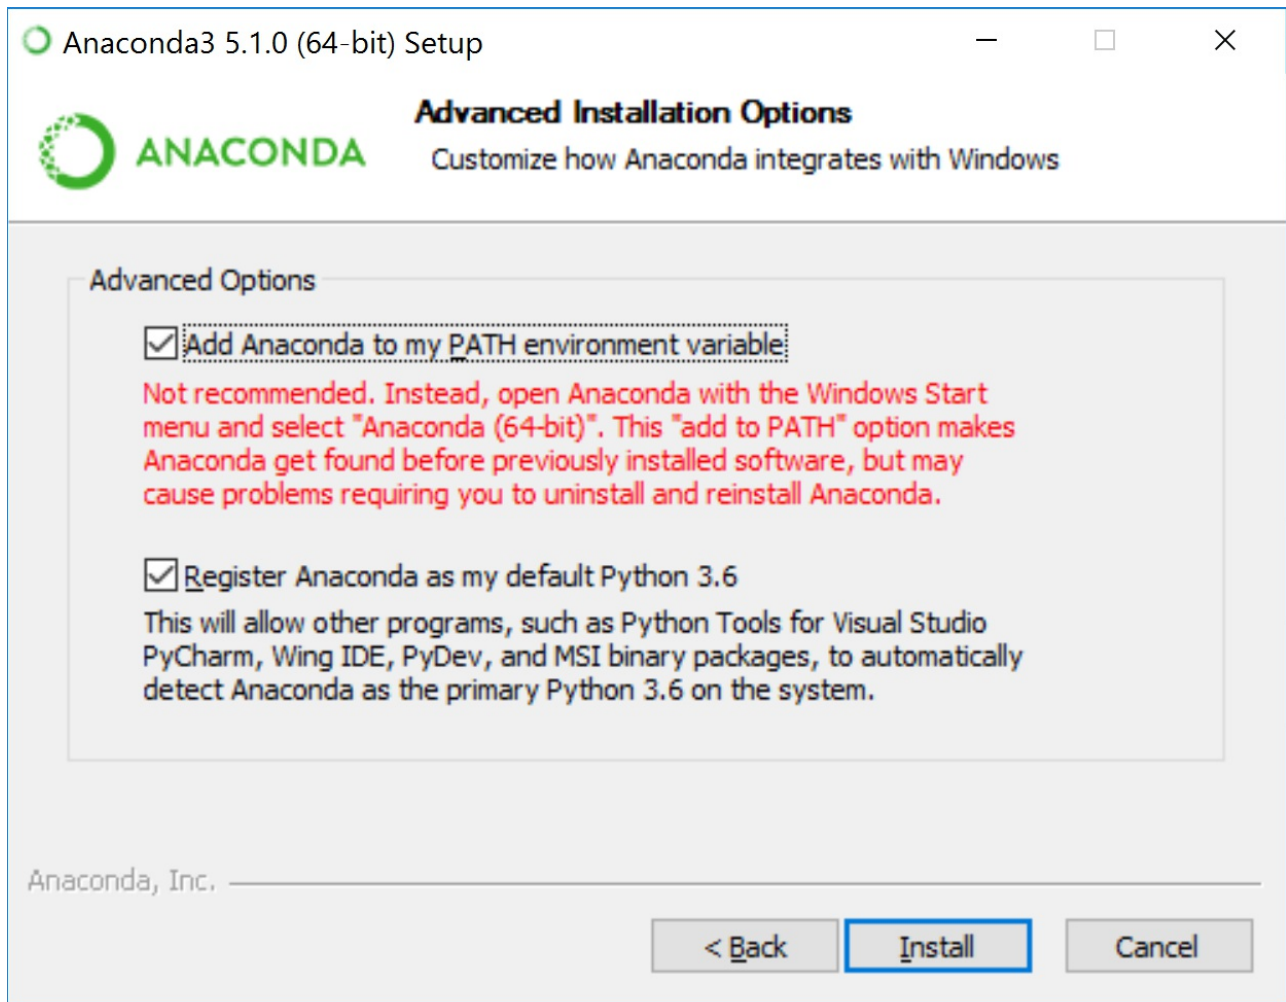 Anaconda3 5.1.0 (64-bit) Setup
ANACONDA
Advanced Installation Options
Customize how Anaconda integrates with Windows
Advanced Options
Add Anaconda to my PATH environment variable
Not recommended. Instead, open Anaconda with the Windows Start
menu and select "Anaconda (64-bit)". This "add to PATH" option makes
Anaconda get found before previously installed software, but may
cause problems requiring you to uninstall and reinstall Anaconda.
Register Anaconda as my default Python 3.6
This will allow other programs, such as Python Tools for Visual Studio
PyCharm, Wing IDE, PyDev, and MSI binary packages, to automatically
detect Anaconda as the primary Python 3.6 on the system.
Anaconda, Inc.
< Back
Install
Cancel